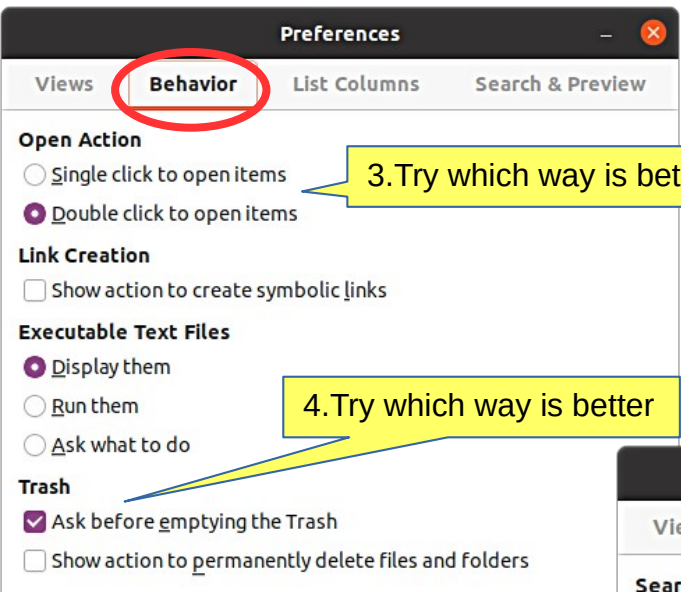 Preferences
Views Behavior List Columns Search & Preview
Open Action
Single click to open items
3.Try which way is bet
Double click to open items
Link Creation
Show action to create symbolic links
Executable Text Files
Display them
Run them
4.Try which way is better
Ask what to do
Trash
Ask before emptying the Trash
Show action to permanently delete files and folders
Vie
Sear